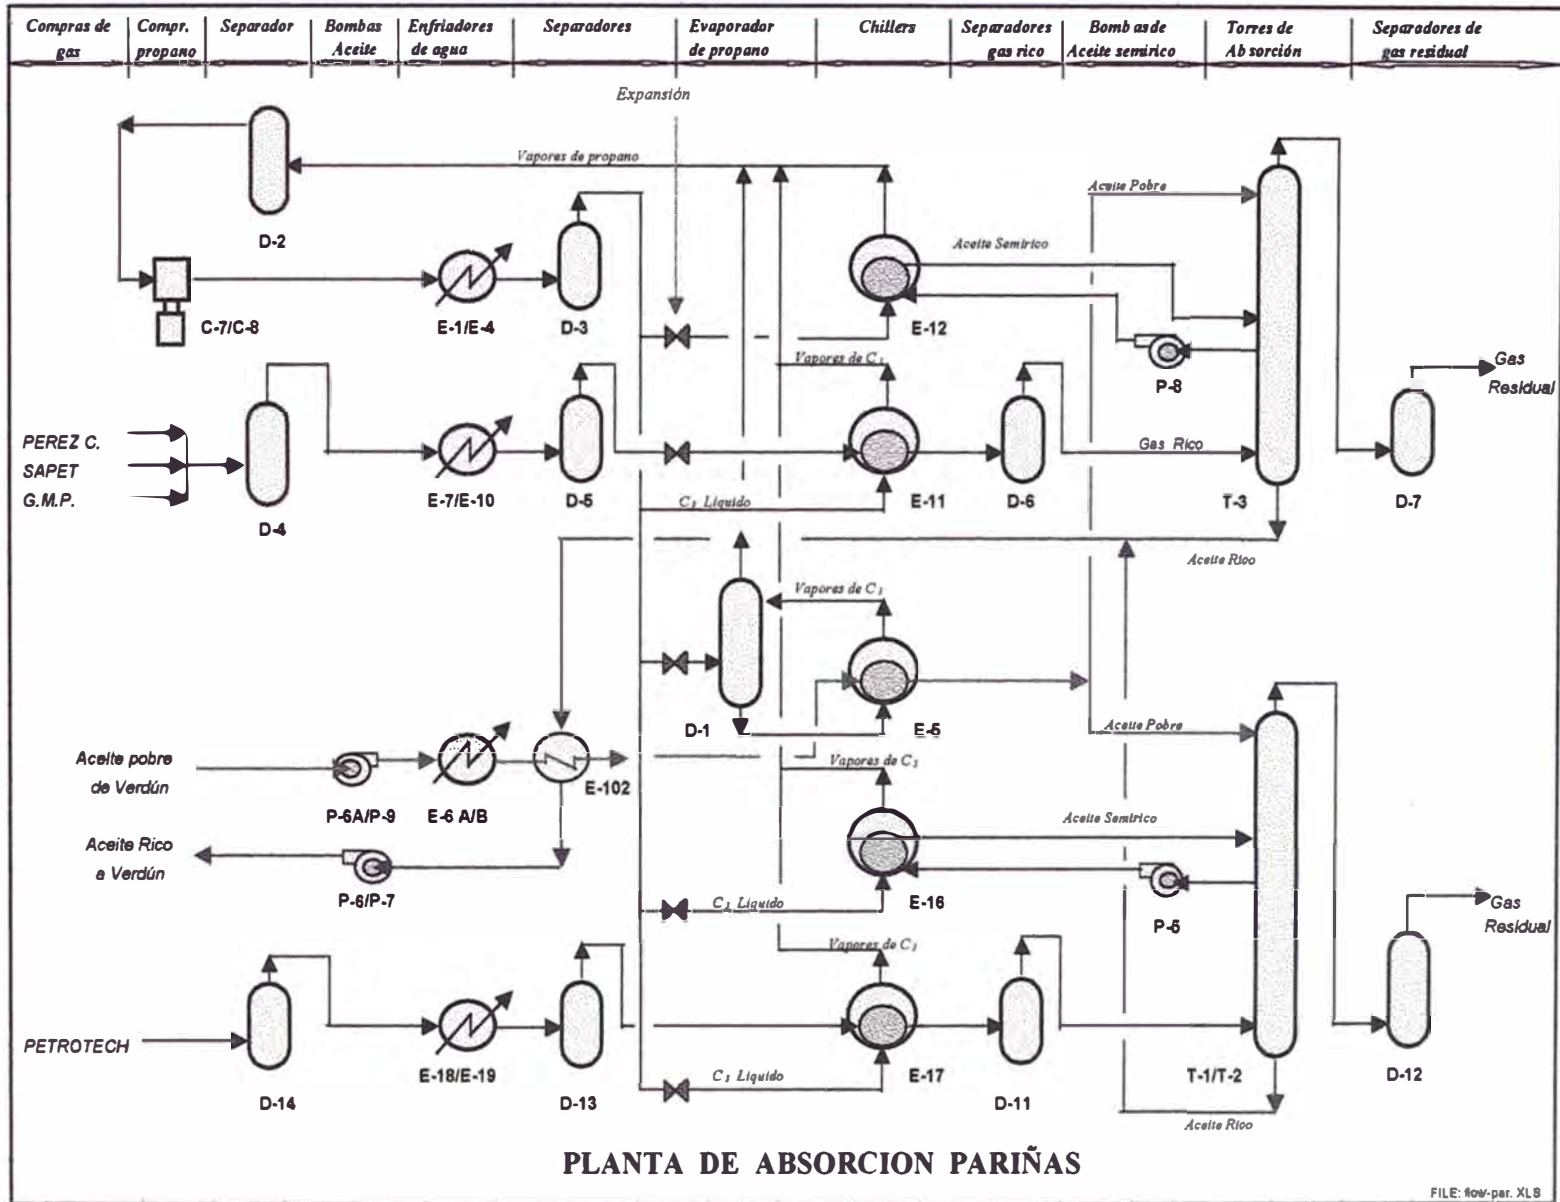 Compras de gas
Compr. propano
Separador
Bombas Aceite
Enfriadores de agua
Separadores
Evaporador de propano
Chillers
Separadores gas rico
Bombas de Aceite semirico
Torres de Absorción
Separadores de gas residual
Expansión
Vapores de propano
Aceite Pobre
D-2
Aceite Semirico
C-7/C-8
E-1/E-4
D-3
E-12
Vapores de C3
P-8
Gas
Residual
PEREZ C.
SAPET
G.M.P.
Gas Rico
D-4
E-7/E-10
D-5
C3 Liquido
E-11
D-6
T-3
D-7
Aceite Rico
Vapores de C3
D-1
E-5
Aceite Pobre
Aceite pobre
de Verdún
Vapores de C3
E-102
P-6A/P-9
E-6 A/B
Aceite Semirico
Aceite Rico
a Verdún
P-6/P-7
C3 Liquido
E-16
P-5
Gas
Residual
Vapores de C3
PETROTECH
E-18/E-19
C3 Liquido
E-17
T-1/T-2
D-12
D-14
D-13
D-11
Aceite Rico
PLANTA DE ABSORCION PARIÑAS
FILE: flow-par. XLS